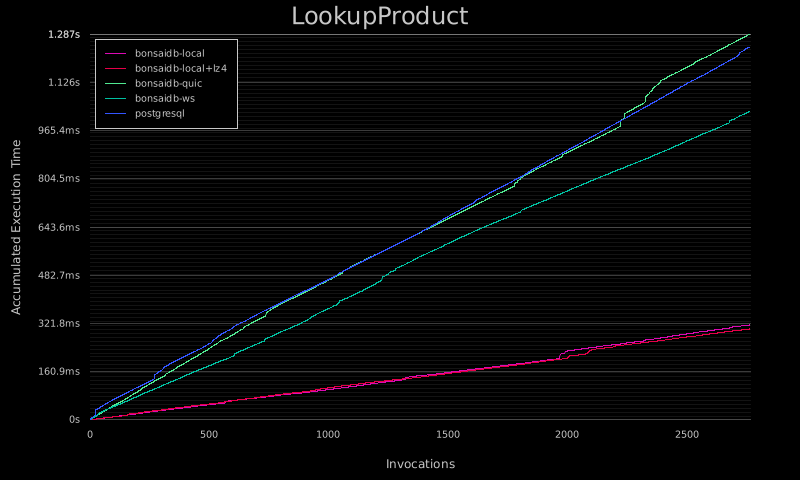 LookupProduct
1.287s
1.126s
965.4ms
804.5ms
643.6ms
482.7ms
321.8ms
160.9ms
0s
bonsaidb-local
bonsaidb-local+lz4
bonsaidb-quic
bonsaidb-ws
postgresql
Accumulated Execution Time
0 500 1000 1500 2000 2500
Invocations